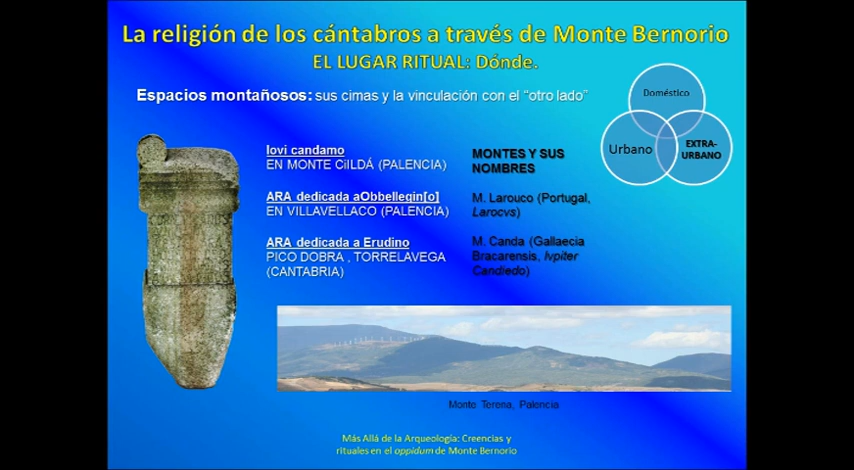 La religión de los cántabros a través de Monte Bernorio
EL LUGAR RITUAL: Dónde.
Espacios montañosos: sus cimas y la vinculación con el “otro lado”
Doméstico
Urbano
EXTRA-
URBANO
Iovi candamo
EN MONTE CiILDÁ (PALENCIA)
ARA dedicada aObbellegin[o]
EN VILLAVELLACO (PALENCIA)
ARA dedicada a Erudino
PICO DOBRA , TORRELAVEGA
(CANTABRIA)
MONTES Y SUS
NOMBRES
M. Larouco (Portugal,
Larocvs)
M. Canda (Gallaecia
Bracarensis, Ivpiter
Candiedo)
Monte Terena, Palencia
Más Allá de la Arqueología: Creencias y
rituales en el oppidum de Monte Bernorio